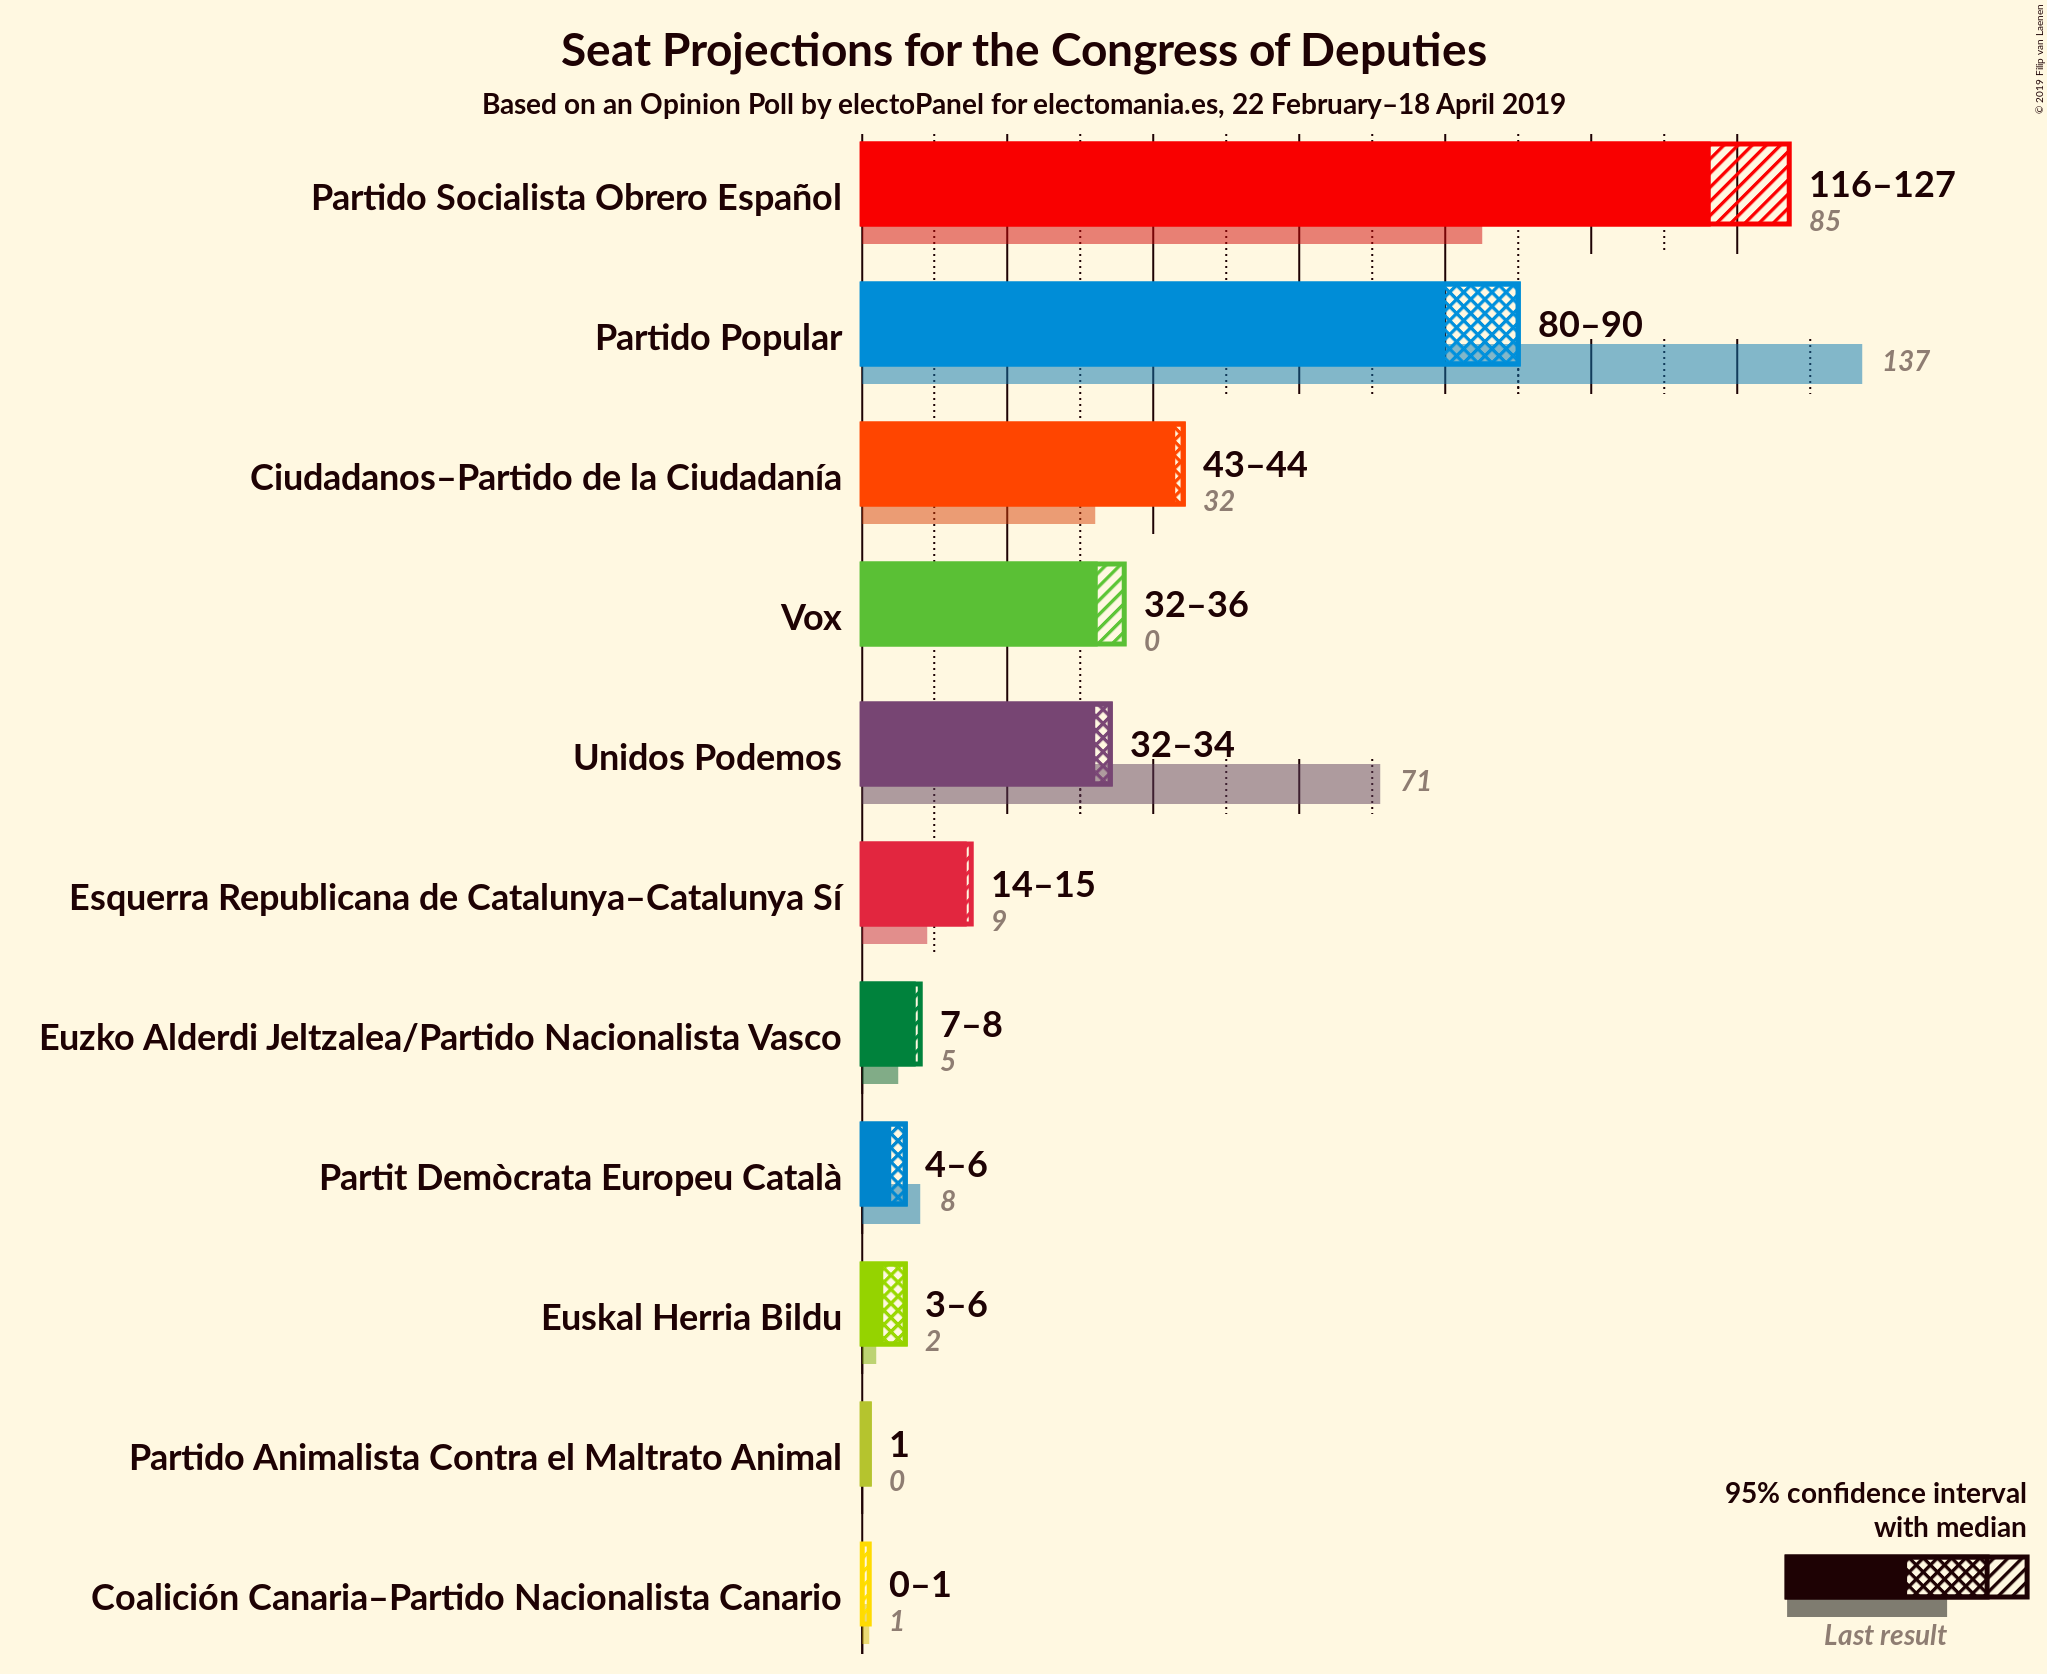 Seat Projections for the Congress of Deputies
Based on an Opinion Poll by electoPanel for electomania.es, 22 February–18 April 2019
© 2019 Filip van Laenen
Partido Socialista Obrero Español
116–127
85
Partido Popular
80–90
137
Ciudadanos–Partido de la Ciudadanía
43–44
32
Vox
32–36
0
Unidos Podemos
32–34
71
Esquerra Republicana de Catalunya–Catalunya Sí
14–15
9
Euzko Alderdi Jeltzalea/Partido Nacionalista Vasco
7–8
5
Partit Demòcrata Europeu Català
4–6
8
Euskal Herria Bildu
3–6
2
Partido Animalista Contra el Maltrato Animal
1
0
Coalición Canaria–Partido Nacionalista Canario
0–1
1
95% confidence interval
with median
Last result